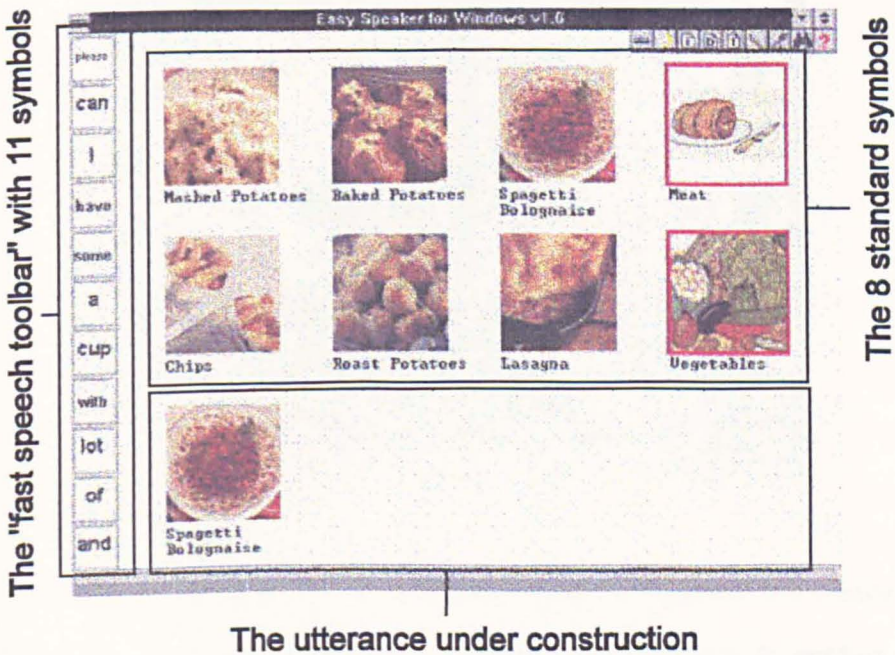 Easy Speaker for Windows v1.6
The "fast speech toolbar" with 11 symbols
please
can
I
have
some
a
cup
with
lot
of
and
Mashed Potatoes
Baked Potatoes
Spagetti
Bolognaise
Meat
Chips
Roast Potatoes
Lasagna
Vegetables
The 8 standard symbols
Spagetti
Bolognaise
The utterance under construction